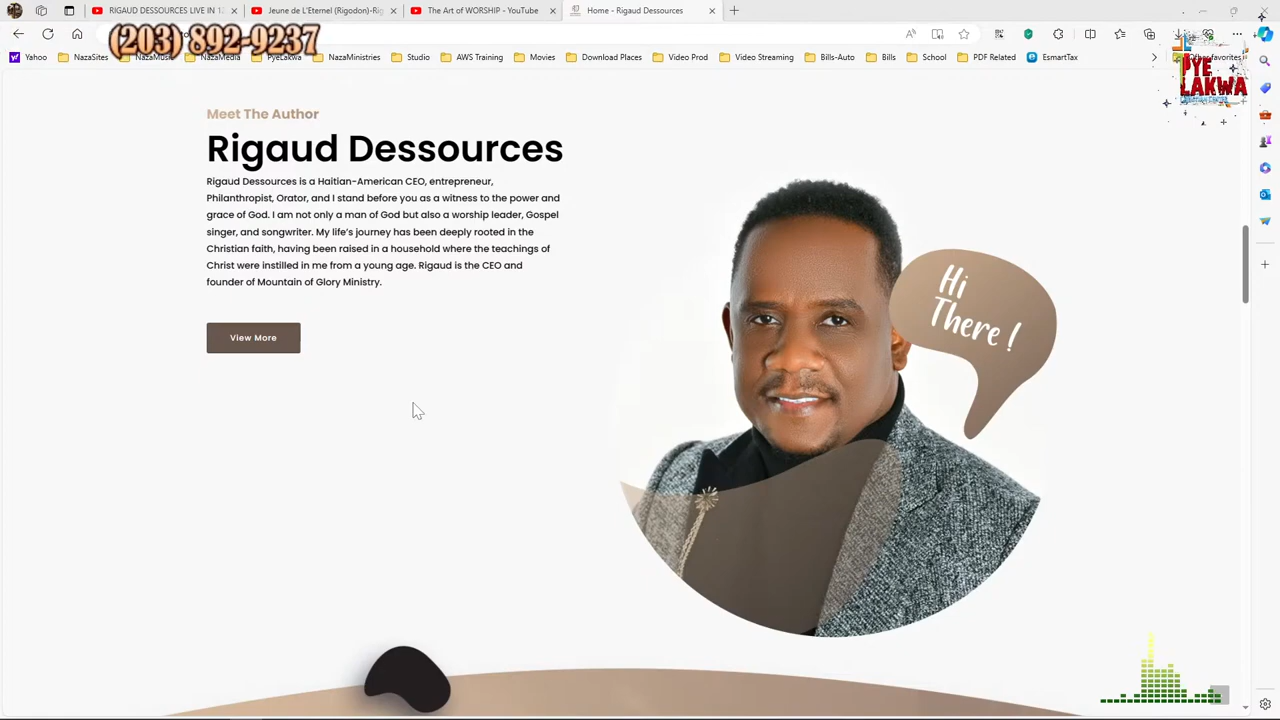 RIGAUD DESSOURCES LIVE IN 12
Jeune de L'Eternel (Rigodon)-Rig
The Art of WORSHIP - YouTube
Home - Rigaud Dessources
(203) 892-9237
Yahoo
NazaSites
NazaMusic
NazaMedia
PyeLakwa
NazaMinistries
Studio
AWS Training
Movies
Download Places
Video Prod
Video Streaming
Bills-Auto
Bills
School
PDF Related
EsmartTax
Other favorites
PYE
LAKWA
Meet The Author
Rigaud Dessources
Rigaud Dessources is a Haitian-American CEO, entrepreneur,
Philanthropist, Orator, and I stand before you as a witness to the power and
grace of God. I am not only a man of God but also a worship leader, Gospel
singer, and songwriter. My life's journey has been deeply rooted in the
Christian faith, having been raised in a household where the teachings of
Christ were instilled in me from a young age. Rigaud is the CEO and
founder of Mountain of Glory Ministry.
View More
Hi
There !